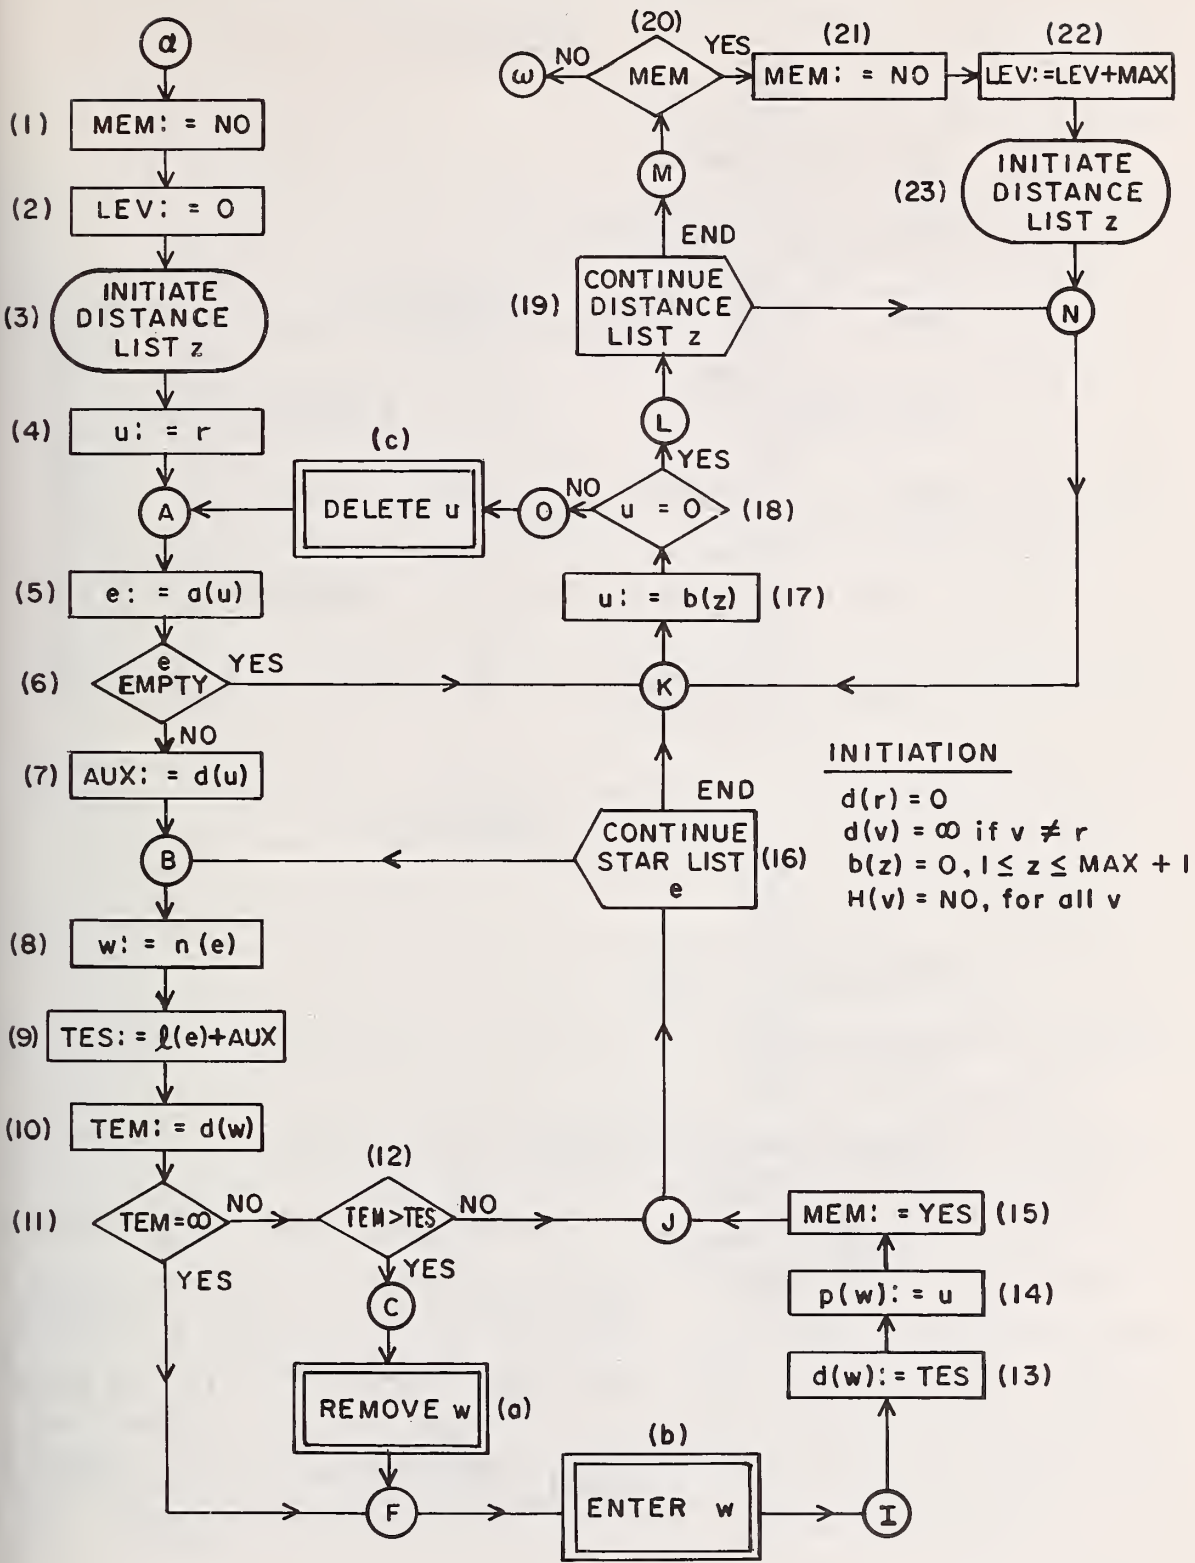 α
(1) MEM: = NO
(2) LEV: = 0
(3) INITIATE
DISTANCE
LIST z
(4) u: = r
A
(5) e: = a(u)
(6) e
EMPTY
YES
NO
(7) AUX: = d(u)
B
(8) w: = n(e)
(9) TES: = ℓ(e)+AUX
(10) TEM: = d(w)
(11) TEM=∞
NO
YES
(12)
TEM>TES
NO
YES
C
REMOVE w (a)
F
(b)
ENTER w
I
d(w):= TES (13)
p(w): = u (14)
MEM: = YES (15)
J
CONTINUE
STAR LIST
e
(16)
END
K
u: = b(z) (17)
u = 0 (18)
NO
YES
O
(c)
DELETE u
L
(19) CONTINUE
DISTANCE
LIST z
END
M
(20)
MEM
NO
YES
ω
(21)
MEM: = NO
(22)
LEV:=LEV+MAX
(23) INITIATE
DISTANCE
LIST z
N
INITIATION
d(r) = 0
d(v) = ∞ if v ≠ r
b(z) = 0, 1 ≤ z ≤ MAX + 1
H(v) = NO, for all v